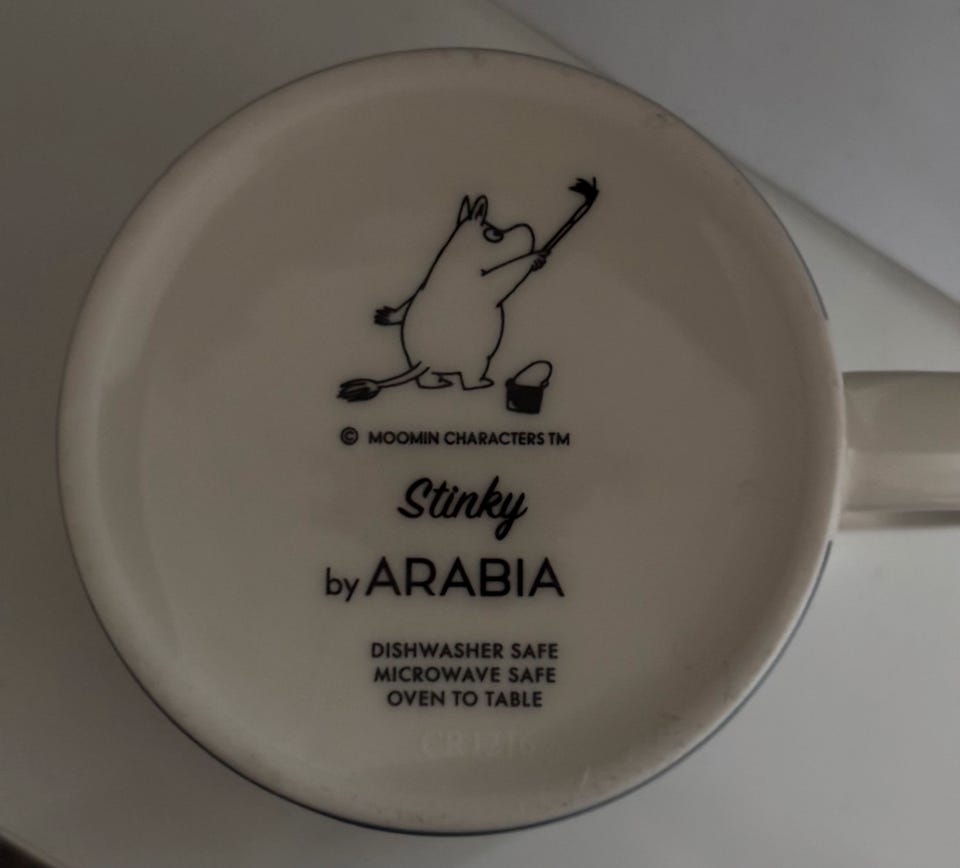 © MOOMIN CHARACTERS TM
Stinky
by ARABIA
DISHWASHER SAFE
MICROWAVE SAFE
OVEN TO TABLE